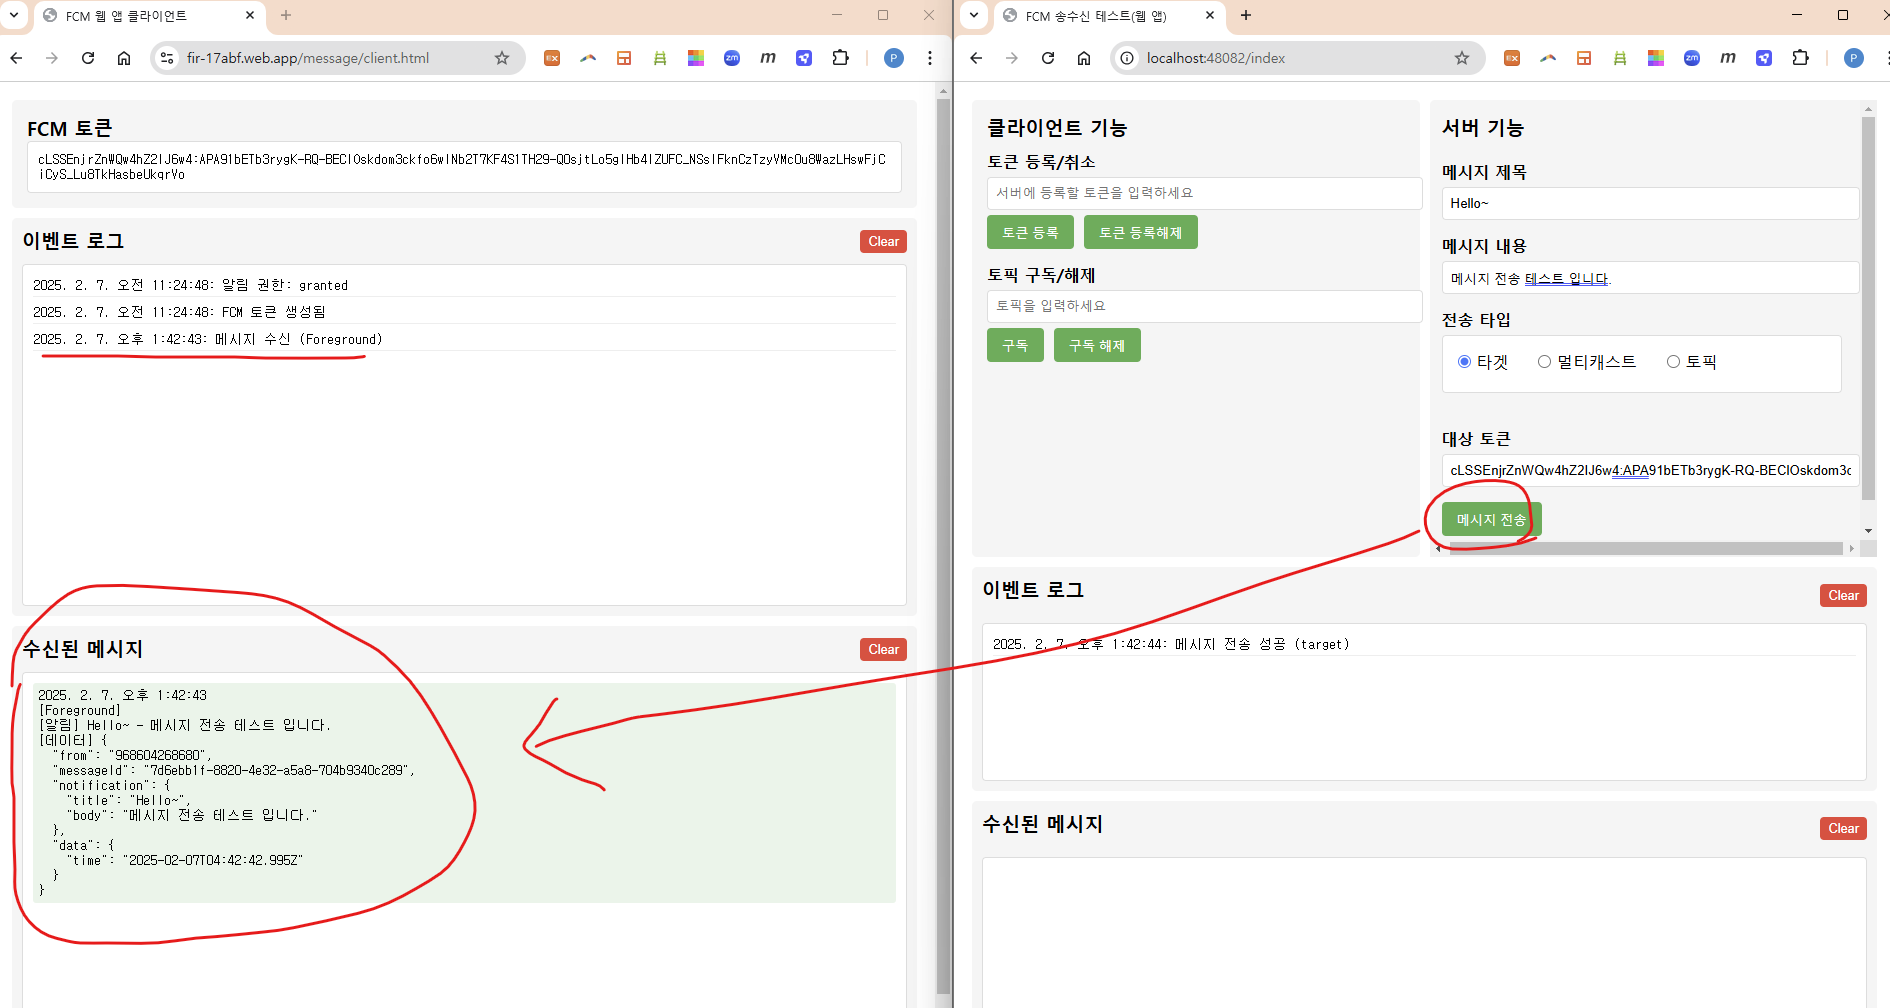 FCM 웹 앱 클라이언트
fir-17abf.web.app/message/client.html
FCM 토큰
이벤트 로그
Clear
2025. 2. 7. 오전 11:24:48: 알림 권한: granted
2025. 2. 7. 오전 11:24:48: FCM 토큰 생성됨
2025. 2. 7. 오후 1:42:43: 메시지 수신 (Foreground)
수신된 메시지
Clear
2025. 2. 7. 오후 1:42:43
[Foreground]
[알림] Hello~ - 메시지 전송 테스트 입니다.
[데이터] {
"from": "968604268680",
"messageId": "7d6ebb1f-8820-4e32-a5a8-704b9340c289",
"notification": {
"title": "Hello~",
"body": "메시지 전송 테스트 입니다."
},
"data": {
"time": "2025-02-07T04:42:42.995Z"
}
}
FCM 송수신 테스트(웹 앱)
localhost:48082/index
클라이언트 기능
토큰 등록/취소
서버에 등록할 토큰을 입력하세요
토큰 등록
토큰 등록해제
토픽 구독/해제
토픽을 입력하세요
구독
구독 해제
서버 기능
메시지 제목
Hello~
메시지 내용
메시지 전송 테스트 입니다.
전송 타입
타겟
멀티캐스트
토픽
대상 토큰
메시지 전송
이벤트 로그
Clear
2025. 2. 7. 오후 1:42:44: 메시지 전송 성공 (target)
수신된 메시지
Clear